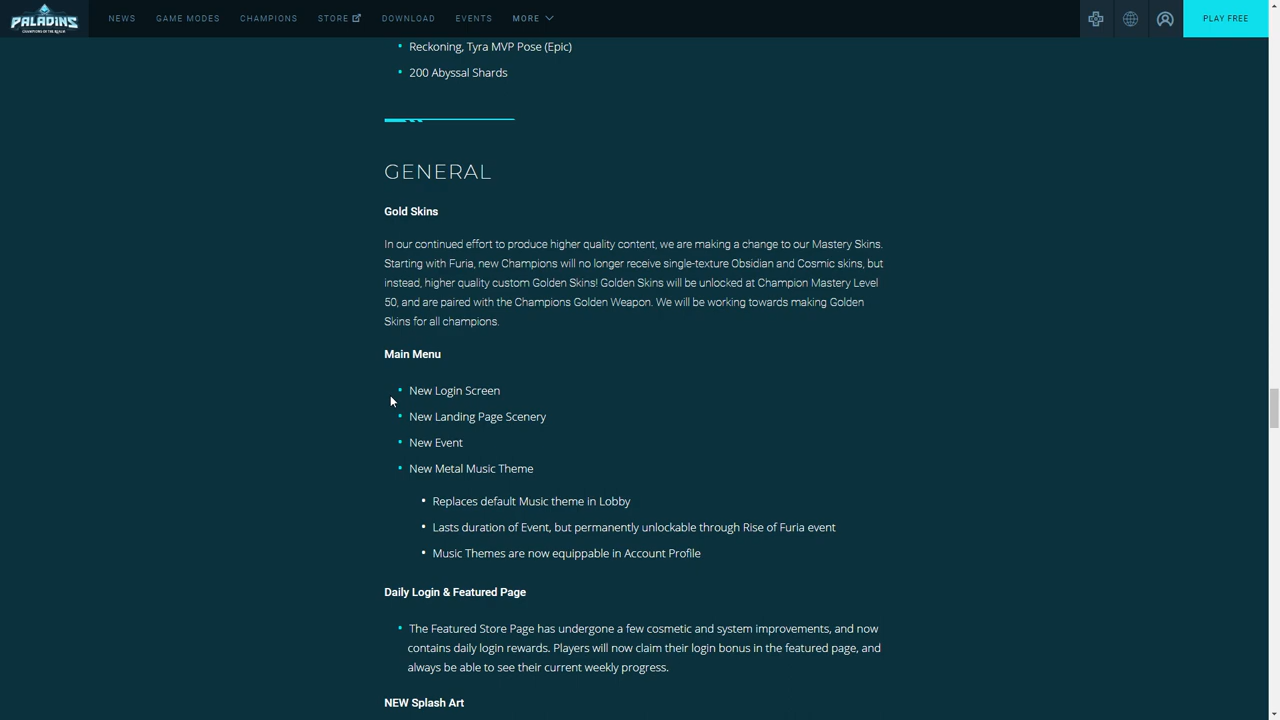 PALADINS
CHAMPIONS OF THE REALM
NEWS GAME MODES CHAMPIONS STORE DOWNLOAD EVENTS MORE PLAY FREE
Reckoning, Tyra MVP Pose (Epic)
200 Abyssal Shards
GENERAL
Gold Skins
In our continued effort to produce higher quality content, we are making a change to our Mastery Skins.
Starting with Furia, new Champions will no longer receive single-texture Obsidian and Cosmic skins, but
instead, higher quality custom Golden Skins! Golden Skins will be unlocked at Champion Mastery Level
50, and are paired with the Champions Golden Weapon. We will be working towards making Golden
Skins for all champions.
Main Menu
New Login Screen
New Landing Page Scenery
New Event
New Metal Music Theme
Replaces default Music theme in Lobby
Lasts duration of Event, but permanently unlockable through Rise of Furia event
Music Themes are now equippable in Account Profile
Daily Login & Featured Page
The Featured Store Page has undergone a few cosmetic and system improvements, and now
contains daily login rewards. Players will now claim their login bonus in the featured page, and
always be able to see their current weekly progress.
NEW Splash Art